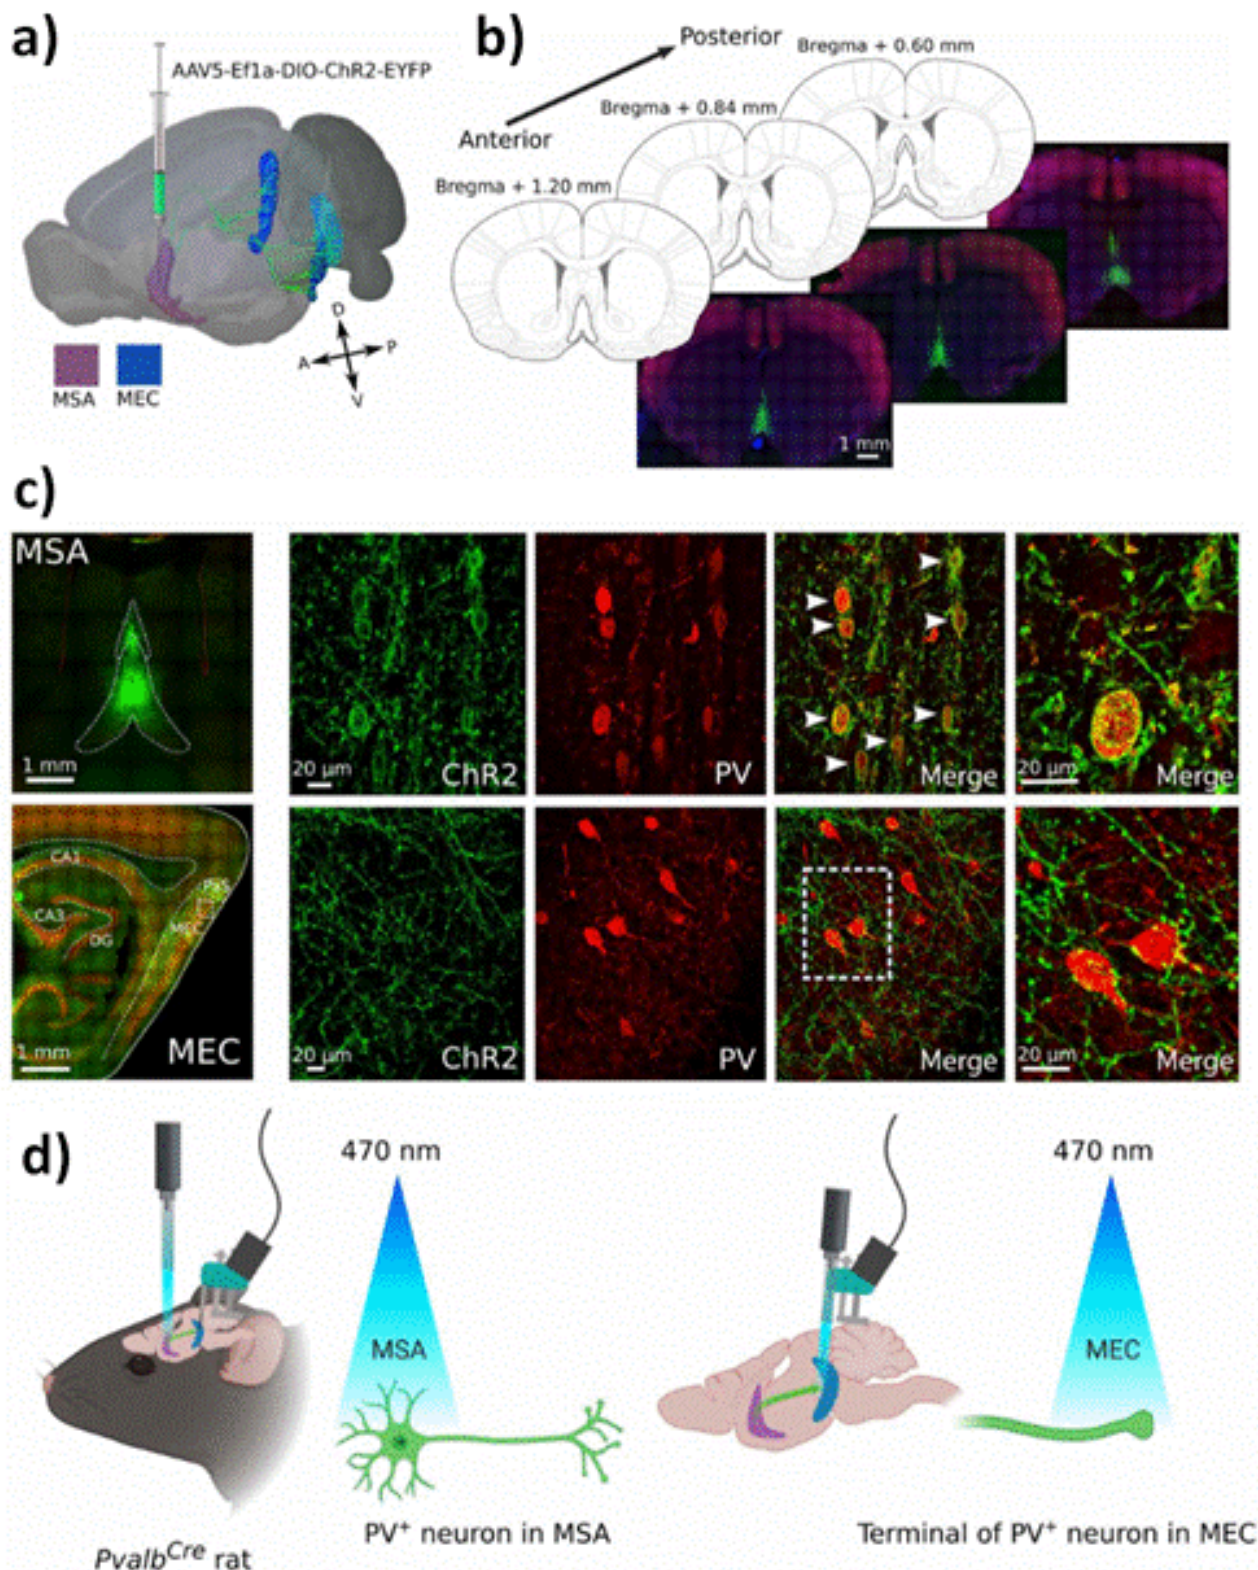 a)
AAV5-Ef1a-DIO-ChR2-EYFP
D
A
P
V
MSA
MEC
b)
Posterior
Anterior
Bregma + 0.60 mm
Bregma + 0.84 mm
Bregma + 1.20 mm
1 mm
c)
MSA
1 mm
20 µm
ChR2
PV
Merge
20 µm
Merge
CA1
CA3
DG
MEC
1 mm
MEC
20 µm
ChR2
PV
Merge
20 µm
Merge
d)
470 nm
MSA
Pvalb^Cre rat
PV⁺ neuron in MSA
470 nm
MEC
Terminal of PV⁺ neuron in MEC